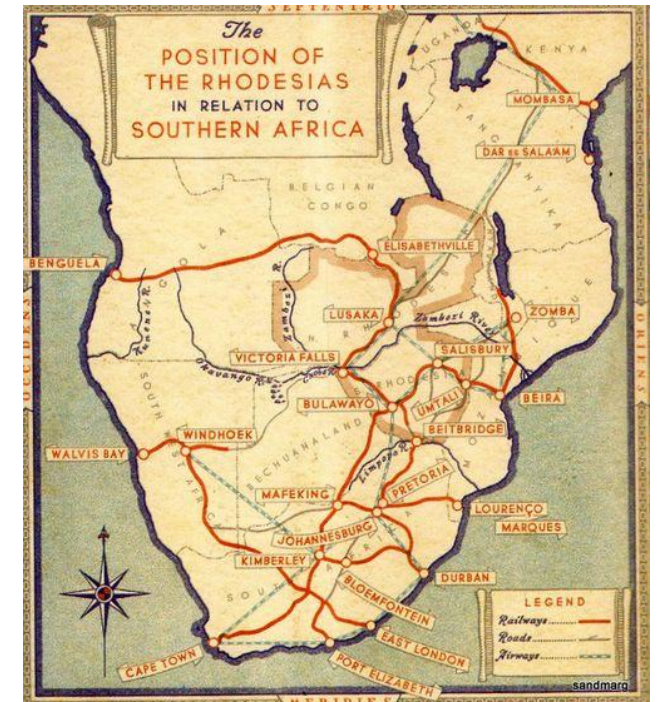 SEPTENTRIO
The
POSITION OF
THE RHODESIAS
IN RELATION TO
SOUTHERN AFRICA
UGANDA
KENYA
MOMBASA
TANGANYIKA
DAR ES SALAAM
BELGIAN
CONGO
ANGOLA
ELISABETHVILLE
BENGUELA
Kunene R.
Zambesi R.
LUSAKA
Zambesi River
ZOMBA
VICTORIA FALLS
Okavango R.
SALISBURY
BULAWAYO
UMTALI
BEIRA
OCCIDENS
ORIENS
SOUTH WEST AFRICA
WINDHOEK
WALVIS BAY
BECHUANALAND
BEITBRIDGE
Limpopo R.
MAFEKING
PRETORIA
LOURENÇO
MARQUES
JOHANNESBURG
KIMBERLEY
SOUTH AFRICA
BLOEMFONTEIN
DURBAN
CAPE TOWN
PORT ELIZABETH
EAST LONDON
LEGEND
Railways
Roads
Airways
sandmarg